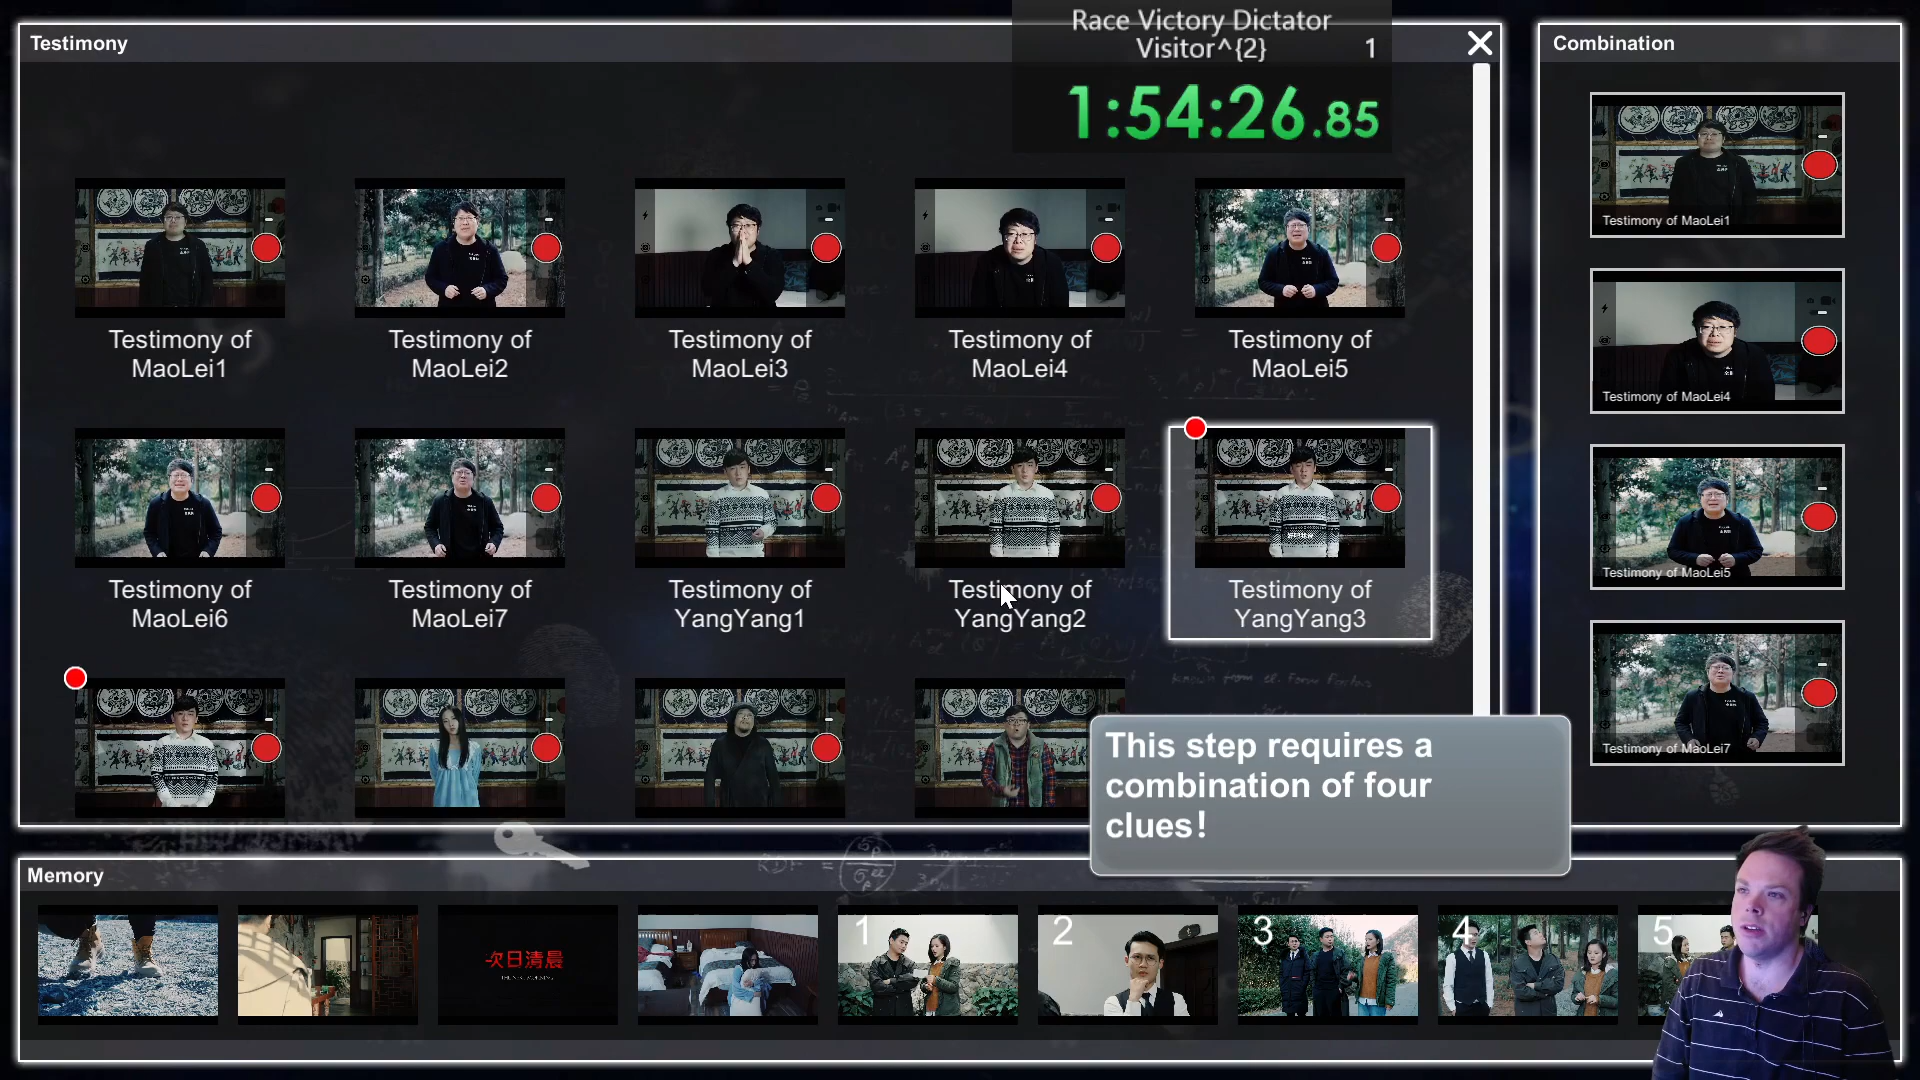 Race Victory Dictator
Visitor^{2} 1
1:54:26.85
Testimony
Combination
Testimony of
MaoLei1
Testimony of
MaoLei2
Testimony of
MaoLei3
Testimony of
MaoLei4
Testimony of
MaoLei5
Testimony of
MaoLei6
Testimony of
MaoLei7
Testimony of
YangYang1
Testimony of
YangYang2
Testimony of
YangYang3
Testimony of MaoLei1
Testimony of MaoLei4
Testimony of MaoLei5
Testimony of MaoLei7
This step requires a
combination of four
clues!
Memory
次日清晨
1
2
3
4
5